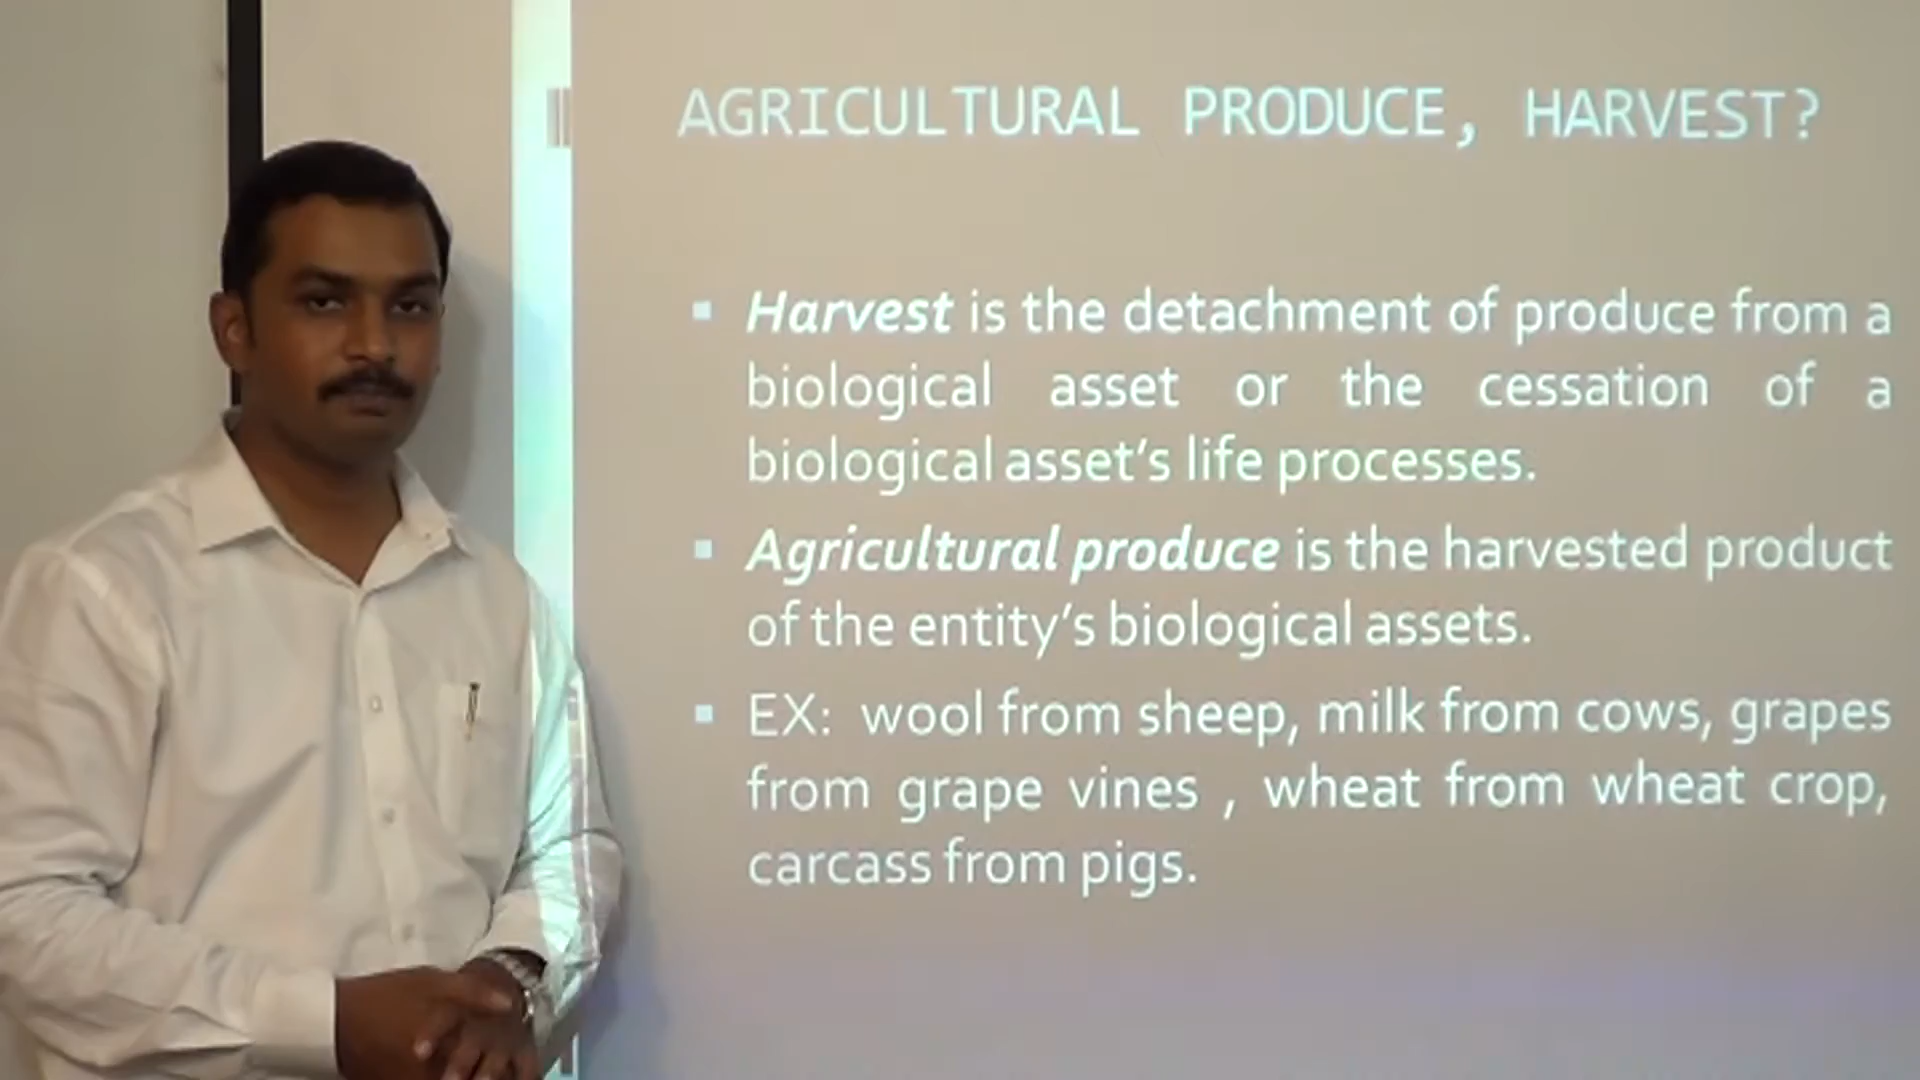 AGRICULTURAL PRODUCE, HARVEST?
▪ Harvest is the detachment of produce from a
biological asset or the cessation of a
biological asset's life processes.
▪ Agricultural produce is the harvested product
of the entity's biological assets.
▪ EX: wool from sheep, milk from cows, grapes
from grape vines , wheat from wheat crop,
carcass from pigs.